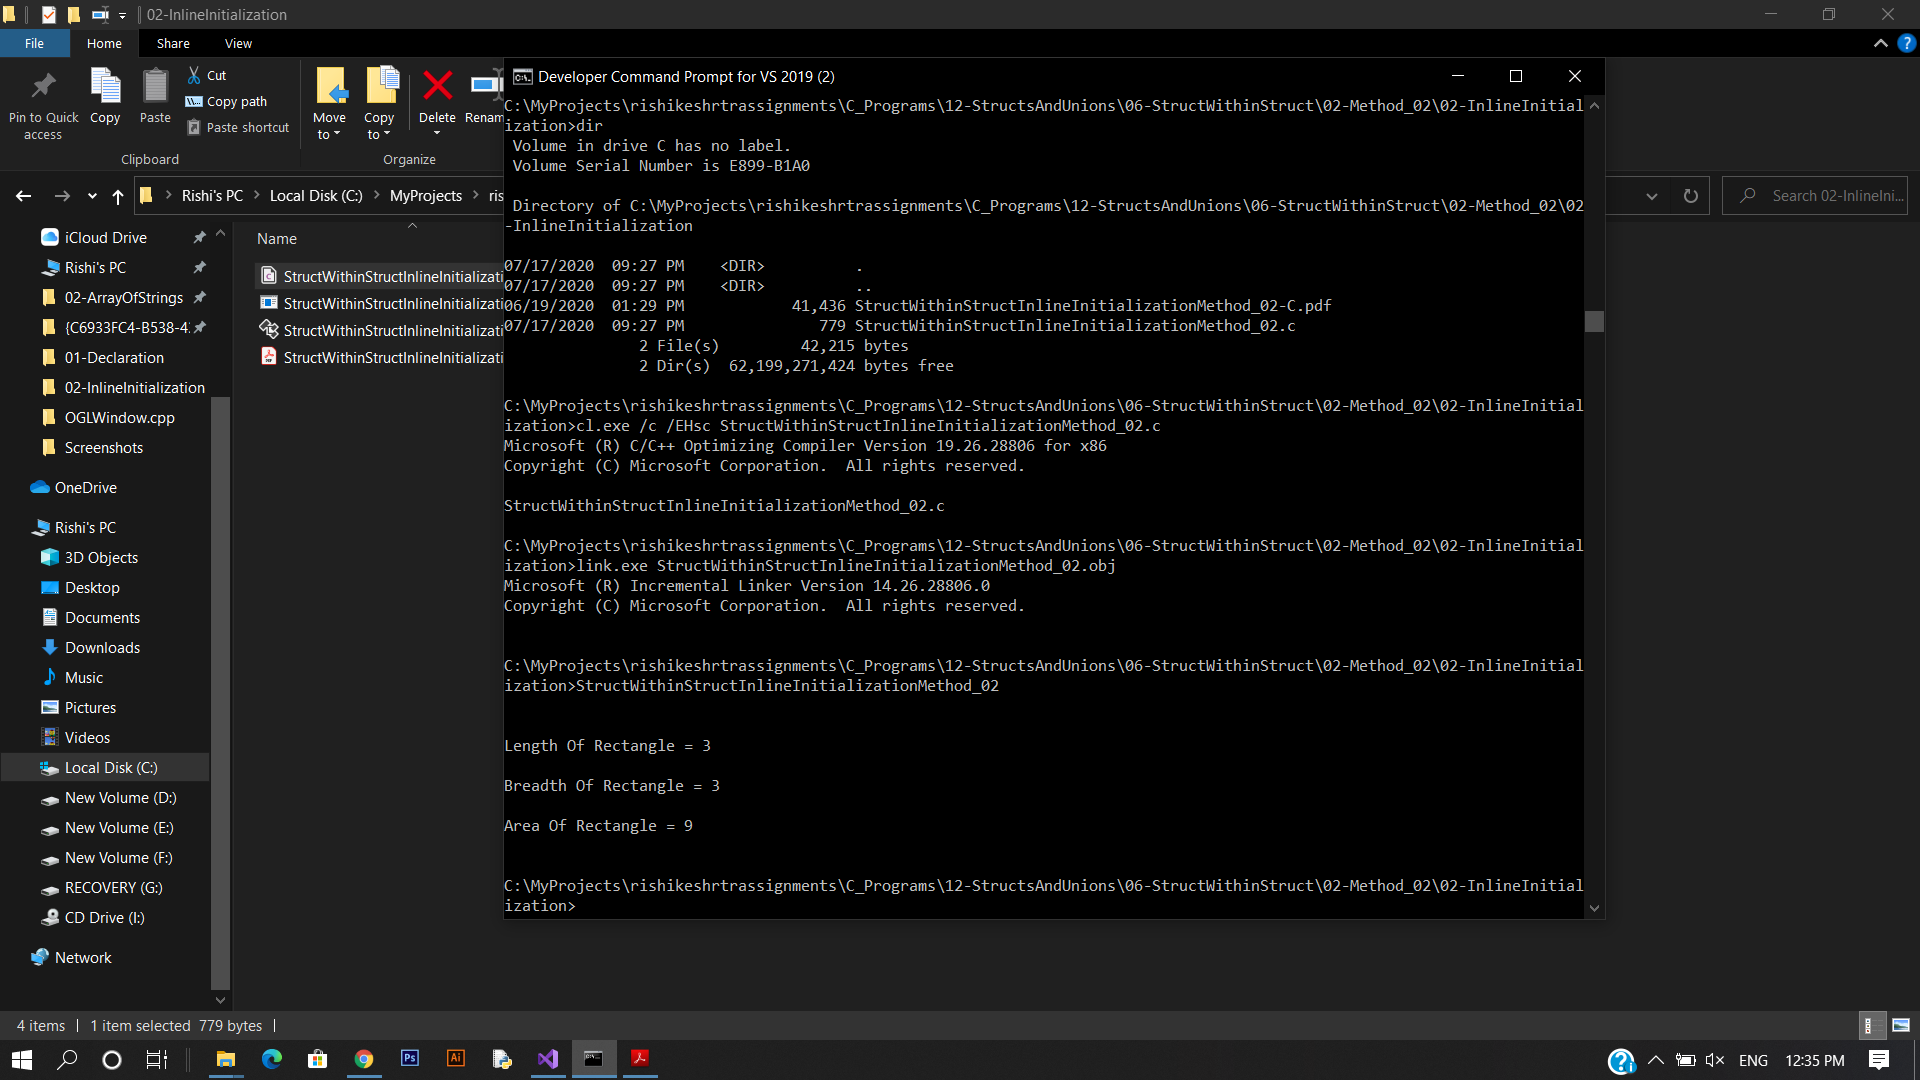 02-InlineInitialization
File
Home
Share
View
Pin to Quick access
Copy
Paste
Cut
Copy path
Paste shortcut
Clipboard
Move to
Copy to
Delete
Renam
Organize
Rishi's PC
Local Disk (C:)
MyProjects
ris
Search 02-InlineIni...
iCloud Drive
Rishi's PC
02-ArrayOfStrings
{C6933FC4-B538-4
01-Declaration
02-InlineInitialization
OGLWindow.cpp
Screenshots
OneDrive
Rishi's PC
3D Objects
Desktop
Documents
Downloads
Music
Pictures
Videos
Local Disk (C:)
New Volume (D:)
New Volume (E:)
New Volume (F:)
RECOVERY (G:)
CD Drive (I:)
Network
Name
StructWithinStructInlineInitializati
StructWithinStructInlineInitializati
StructWithinStructInlineInitializati
StructWithinStructInlineInitializati
Developer Command Prompt for VS 2019 (2)
C:\MyProjects\rishikeshrtrassignments\C_Programs\12-StructsAndUnions\06-StructWithinStruct\02-Method_02\02-InlineInitial
ization>dir
Volume in drive C has no label.
Volume Serial Number is E899-B1A0
Directory of C:\MyProjects\rishikeshrtrassignments\C_Programs\12-StructsAndUnions\06-StructWithinStruct\02-Method_02\02
-InlineInitialization
07/17/2020  09:27 PM    <DIR>          .
07/17/2020  09:27 PM    <DIR>          ..
06/19/2020  01:29 PM            41,436 StructWithinStructInlineInitializationMethod_02-C.pdf
07/17/2020  09:27 PM               779 StructWithinStructInlineInitializationMethod_02.c
2 File(s)         42,215 bytes
2 Dir(s)  62,199,271,424 bytes free
C:\MyProjects\rishikeshrtrassignments\C_Programs\12-StructsAndUnions\06-StructWithinStruct\02-Method_02\02-InlineInitial
ization>cl.exe /c /EHsc StructWithinStructInlineInitializationMethod_02.c
Microsoft (R) C/C++ Optimizing Compiler Version 19.26.28806 for x86
Copyright (C) Microsoft Corporation.  All rights reserved.
StructWithinStructInlineInitializationMethod_02.c
C:\MyProjects\rishikeshrtrassignments\C_Programs\12-StructsAndUnions\06-StructWithinStruct\02-Method_02\02-InlineInitial
ization>link.exe StructWithinStructInlineInitializationMethod_02.obj
Microsoft (R) Incremental Linker Version 14.26.28806.0
Copyright (C) Microsoft Corporation.  All rights reserved.
C:\MyProjects\rishikeshrtrassignments\C_Programs\12-StructsAndUnions\06-StructWithinStruct\02-Method_02\02-InlineInitial
ization>StructWithinStructInlineInitializationMethod_02
Length Of Rectangle = 3
Breadth Of Rectangle = 3
Area Of Rectangle = 9
C:\MyProjects\rishikeshrtrassignments\C_Programs\12-StructsAndUnions\06-StructWithinStruct\02-Method_02\02-InlineInitial
ization>
4 items
1 item selected  779 bytes
Ps
Ai
ENG
12:35 PM